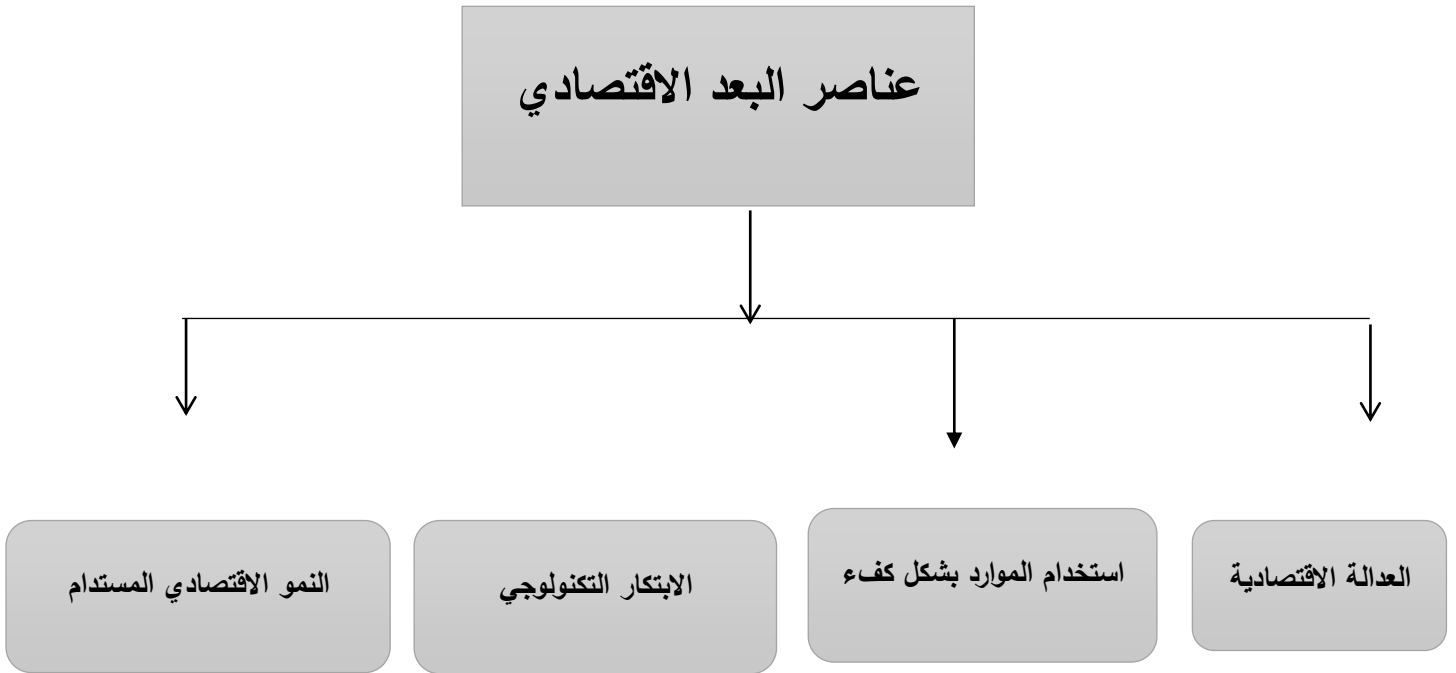 عناصر البعد الاقتصادي
العدالة الاقتصادية
استخدام الموارد بشكل كفء
الابتكار التكنولوجي
النمو الاقتصادي المستدام